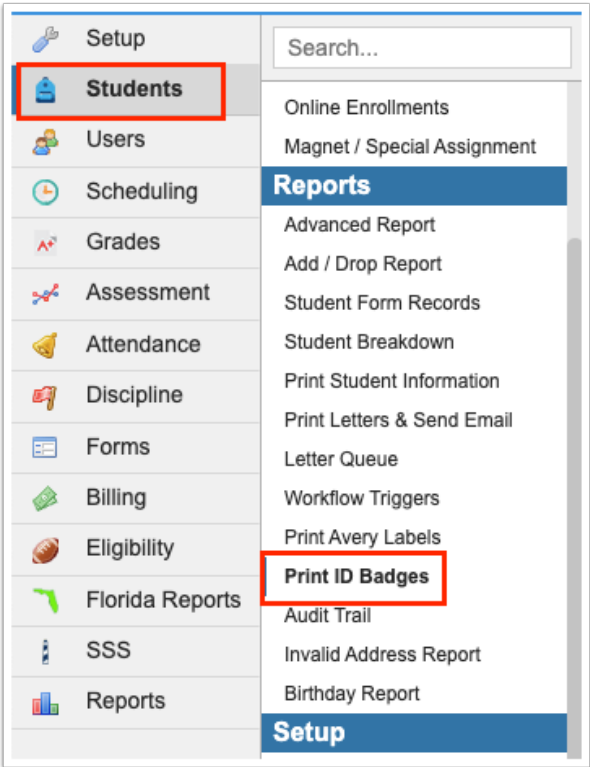 Setup
Students
Users
Scheduling
Grades
Assessment
Attendance
Discipline
Forms
Billing
Eligibility
Florida Reports
SSS
Reports
Search...
Online Enrollments
Magnet / Special Assignment
Reports
Advanced Report
Add / Drop Report
Student Form Records
Student Breakdown
Print Student Information
Print Letters & Send Email
Letter Queue
Workflow Triggers
Print Avery Labels
Print ID Badges
Audit Trail
Invalid Address Report
Birthday Report
Setup